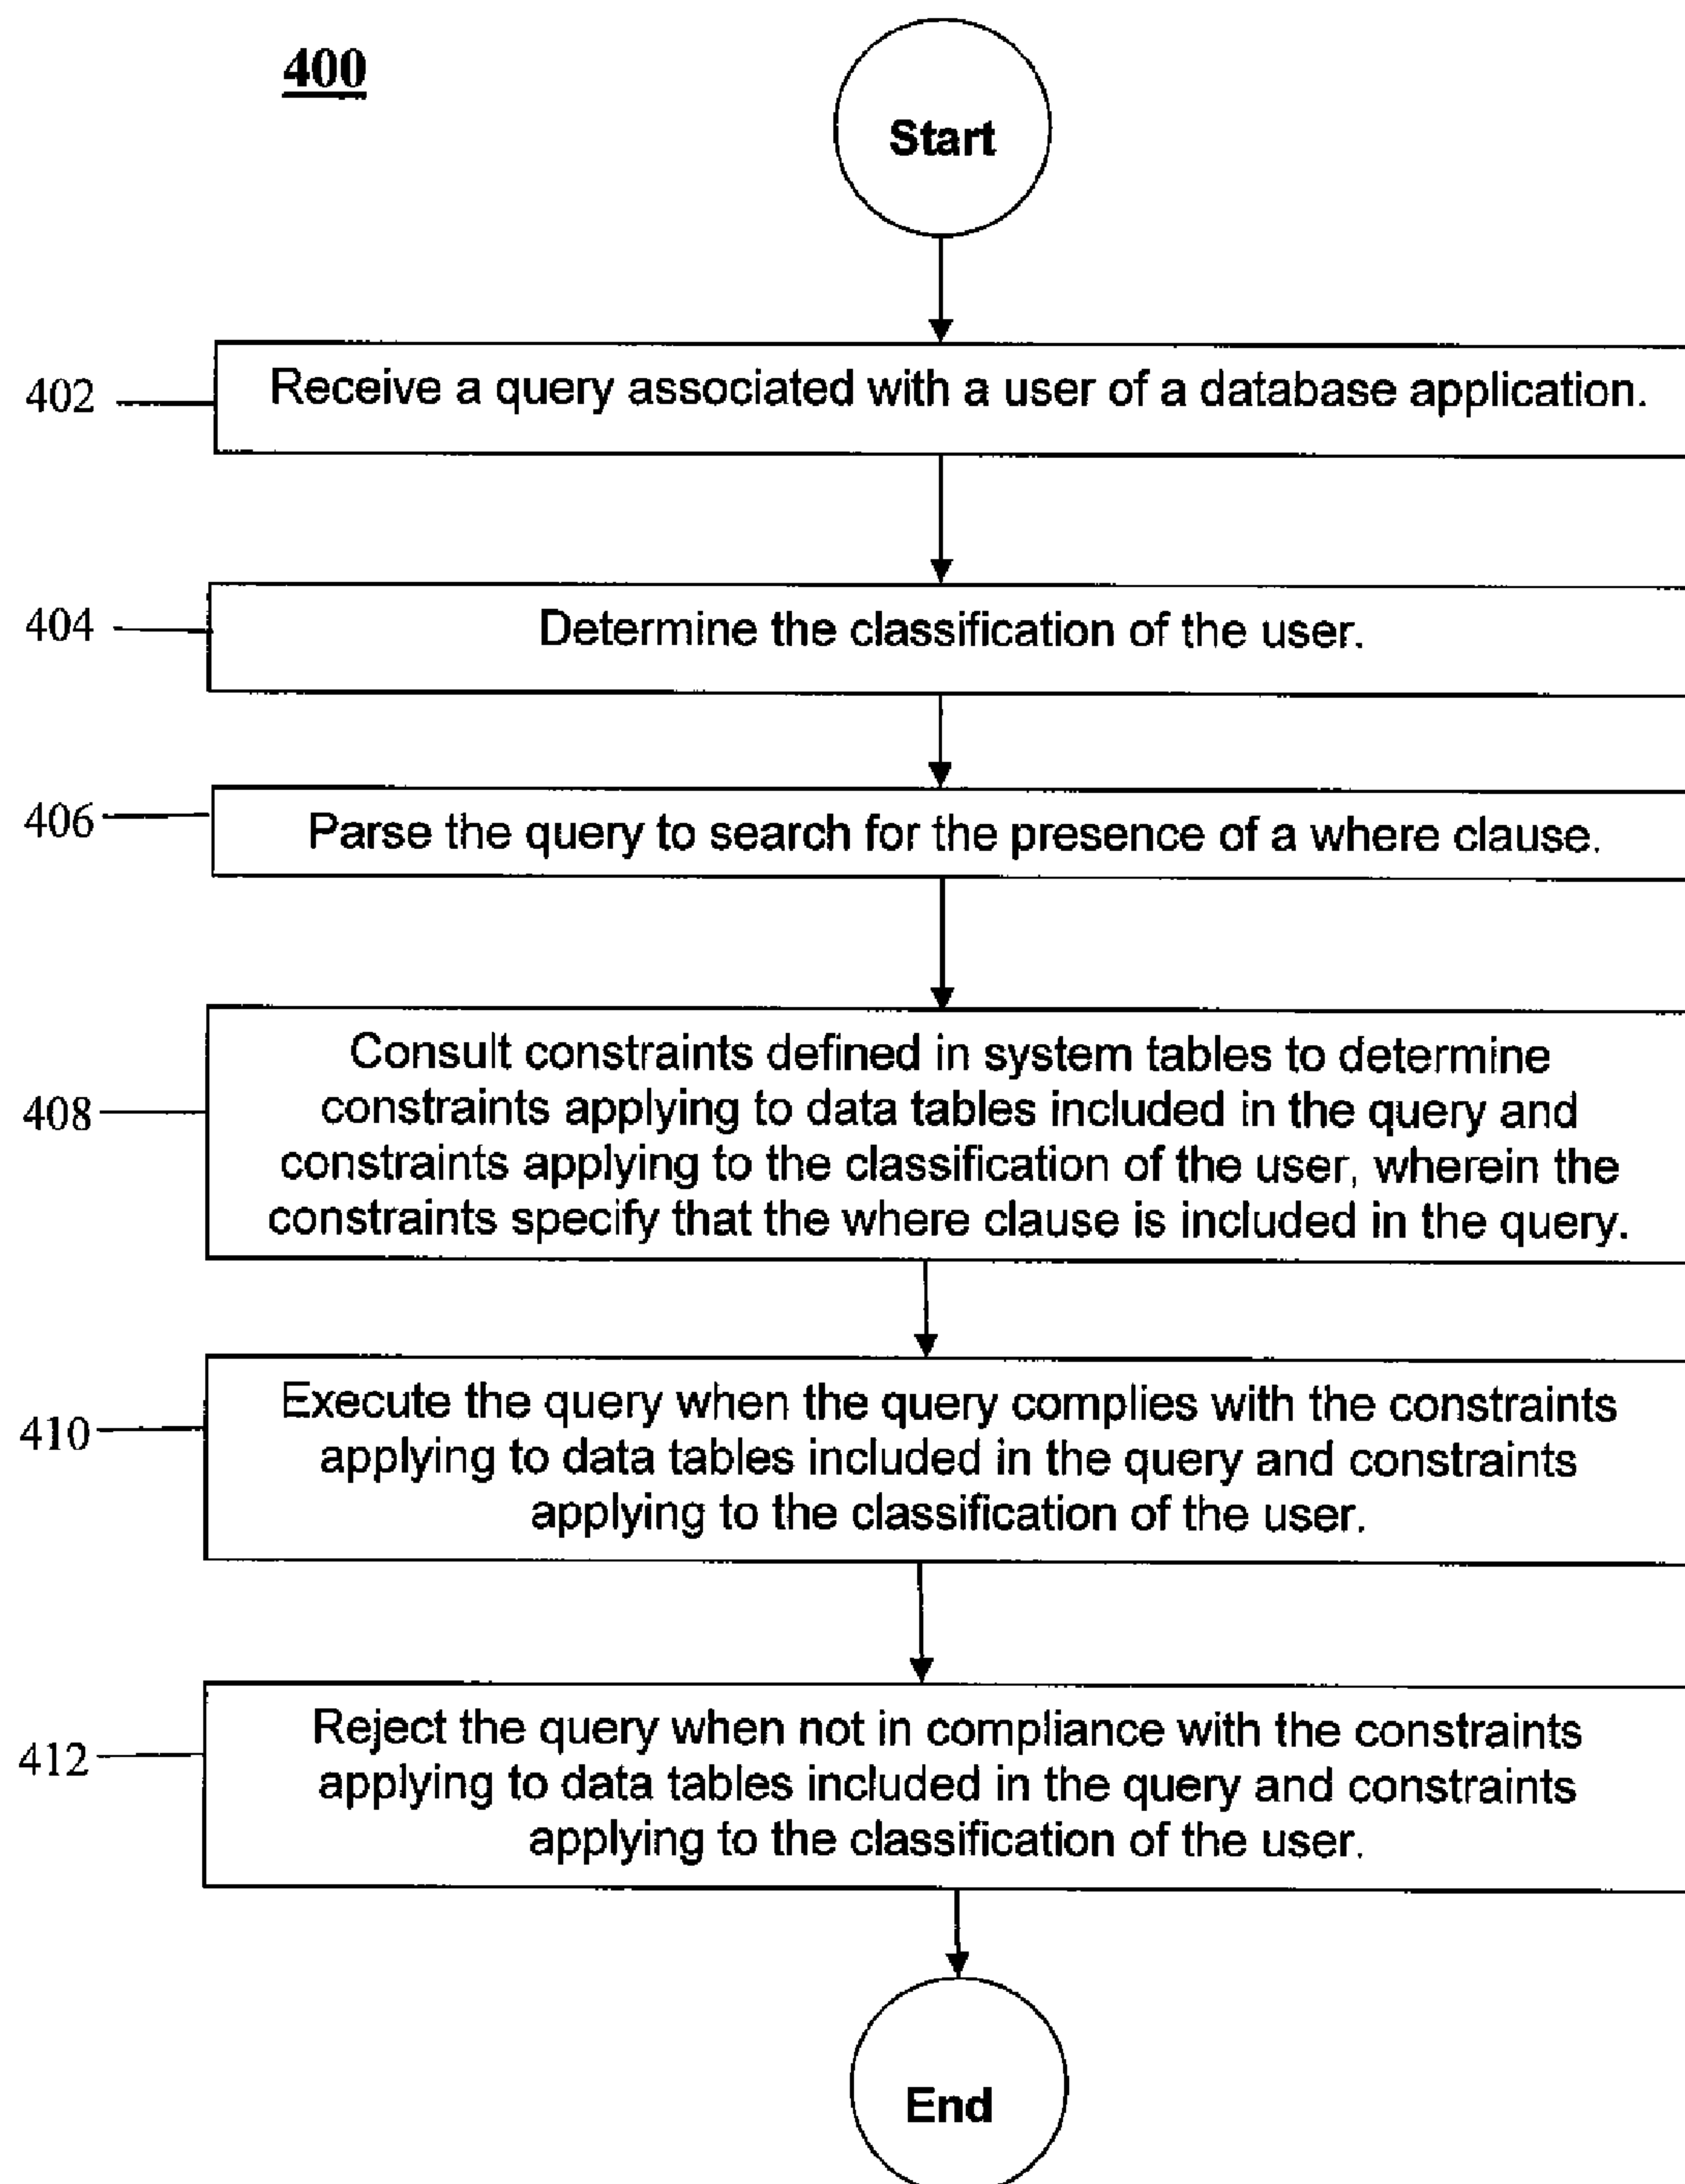 400
Start
402
Receive a query associated with a user of a database application.
404
Determine the classification of the user.
406
Parse the query to search for the presence of a where clause.
408
Consult constraints defined in system tables to determine
constraints applying to data tables included in the query and
constraints applying to the classification of the user, wherein the
constraints specify that the where clause is included in the query.
410
Execute the query when the query complies with the constraints
applying to data tables included in the query and constraints
applying to the classification of the user.
412
Reject the query when not in compliance with the constraints
applying to data tables included in the query and constraints
applying to the classification of the user.
End